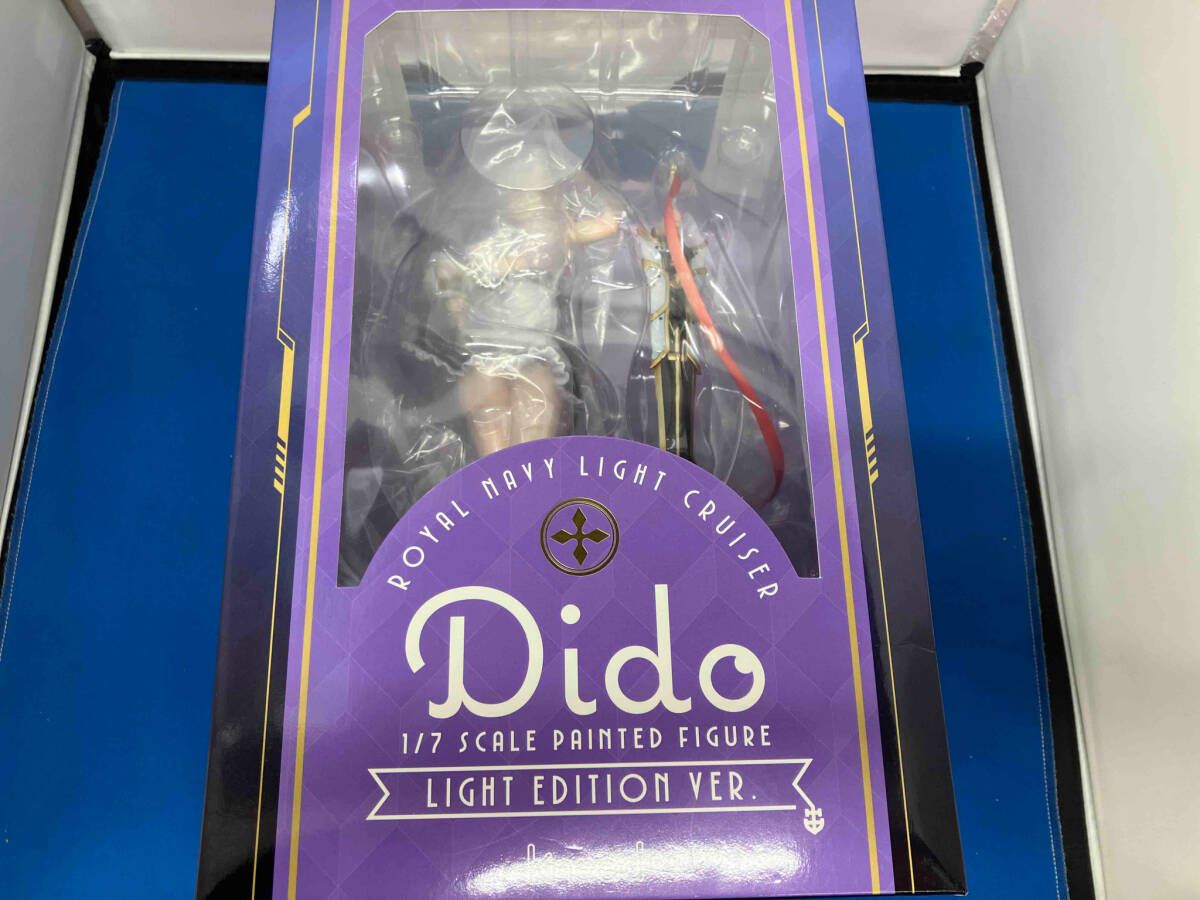 ROYAL NAVY LIGHT CRUISER
Dido
1/7 SCALE PAINTED FIGURE
LIGHT EDITION VER.